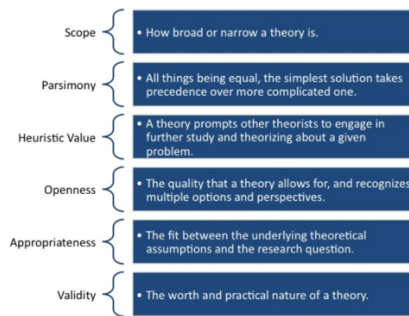 Scope
• How broad or narrow a theory is.
Parsimony
• All things being equal, the simplest solution takes
precedence over more complicated one.
Heuristic Value
• A theory prompts other theorists to engage in
further study and theorizing about a given
problem.
Openness
• The quality that a theory allows for, and recognizes
multiple options and perspectives.
Appropriateness
• The fit between the underlying theoretical
assumptions and the research question.
Validity
• The worth and practical nature of a theory.